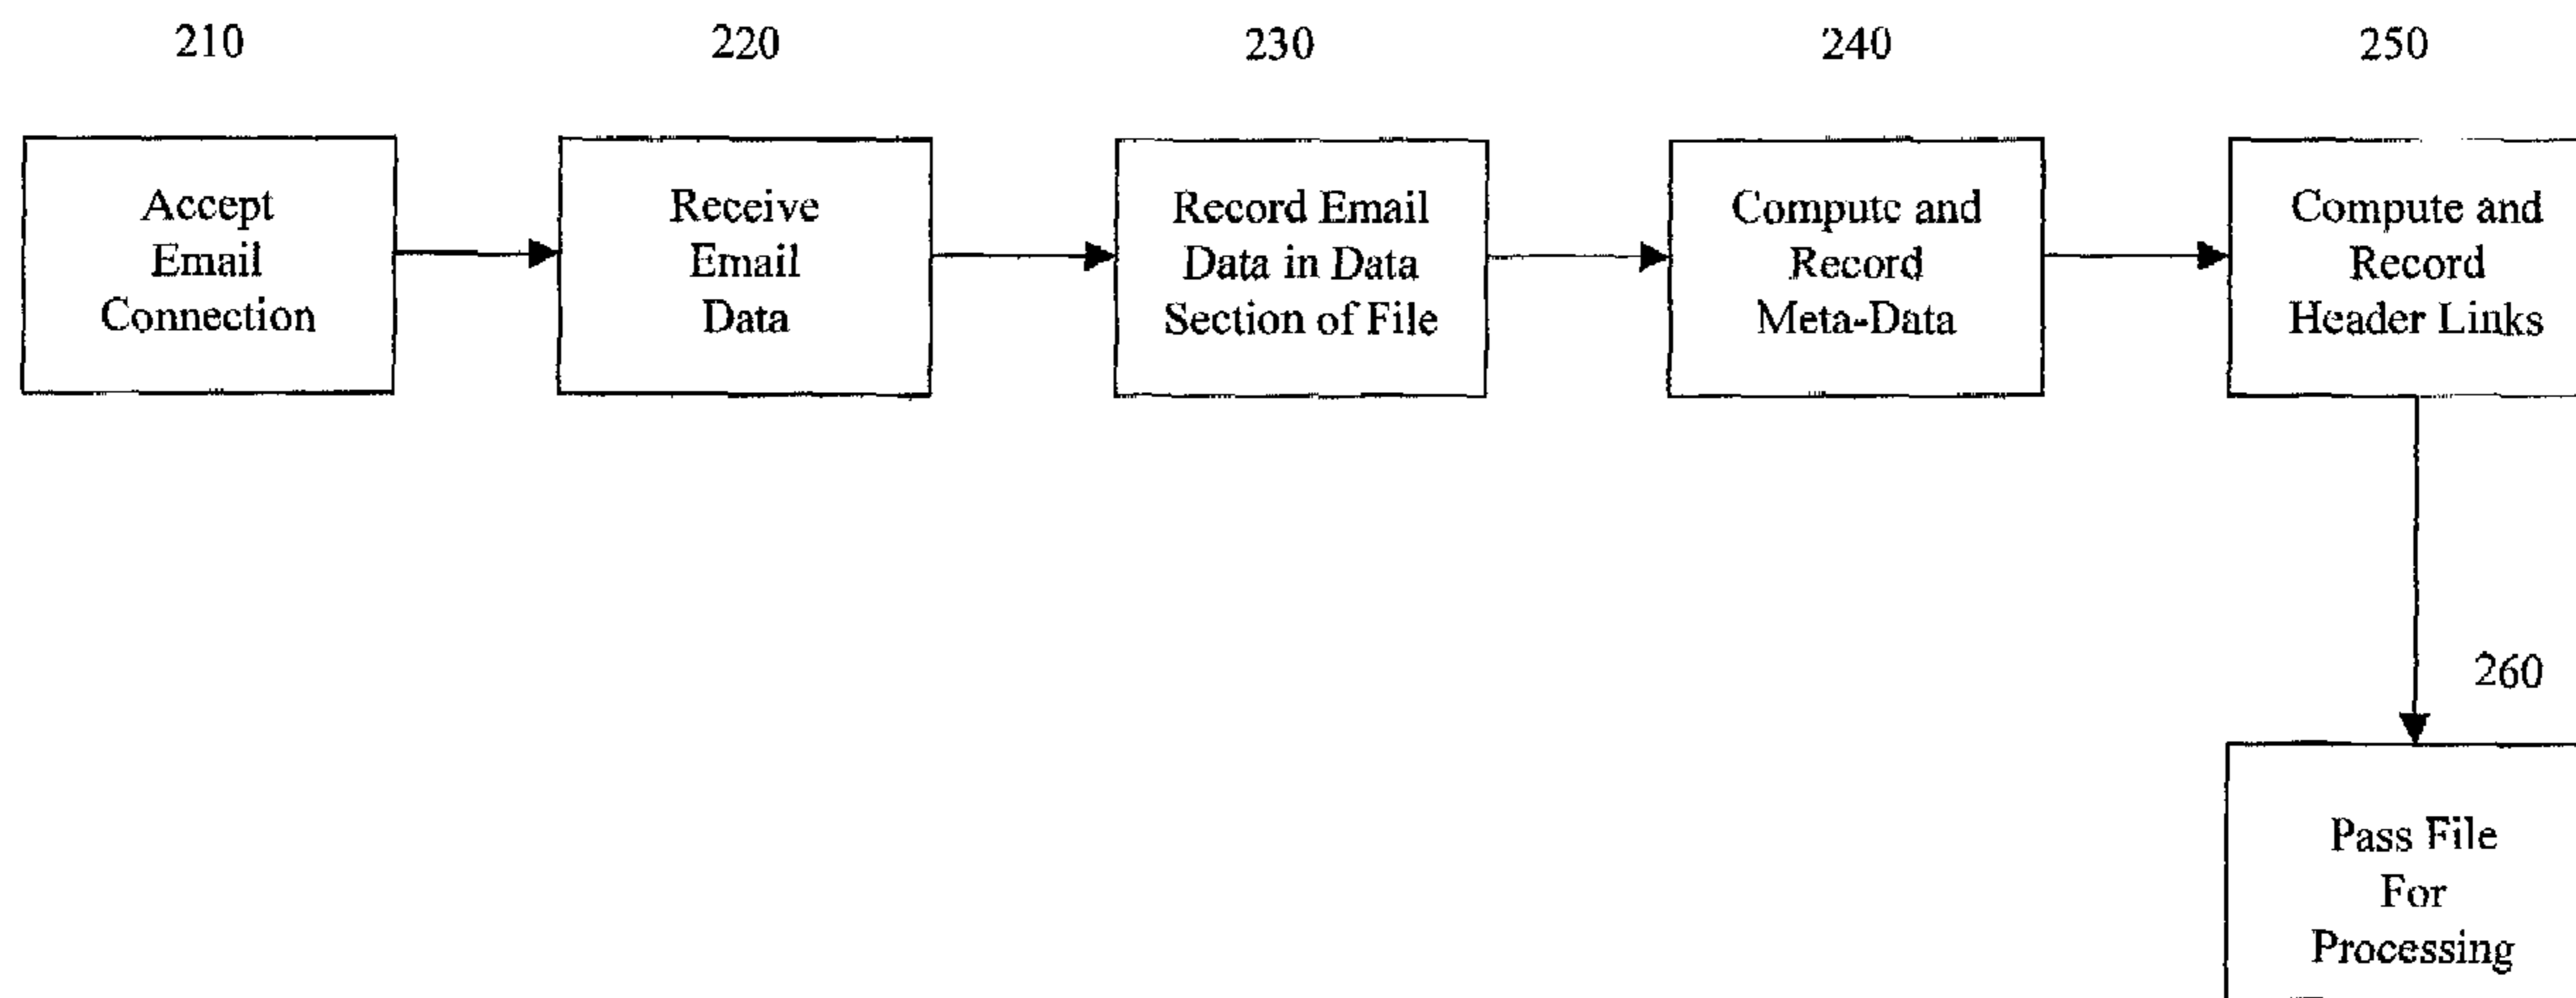 210
220
230
240
250
Accept
Email
Connection
Receive
Email
Data
Record Email
Data in Data
Section of File
Compute and
Record
Meta-Data
Compute and
Record
Header Links
260
Pass File
For
Processing